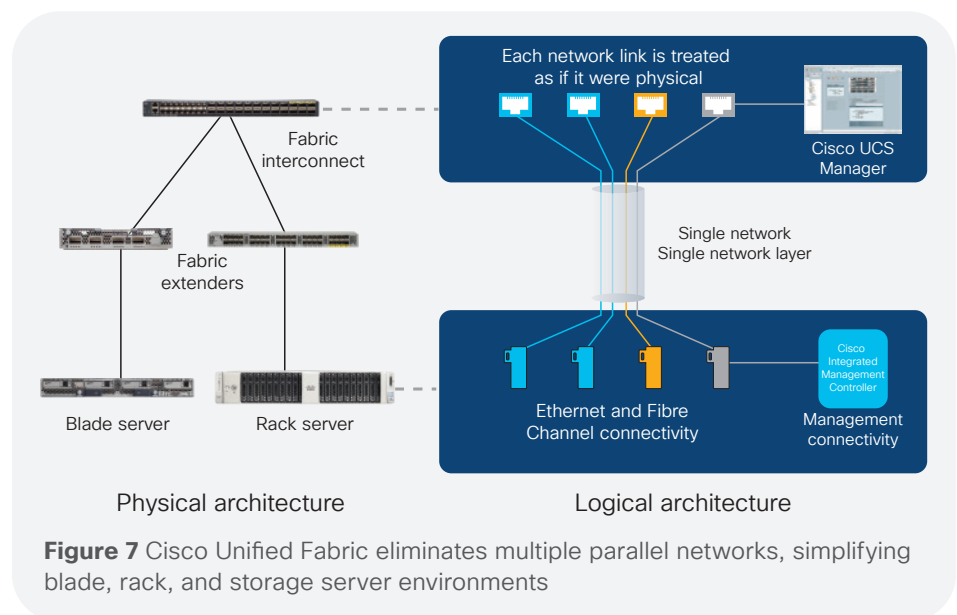 Each network link is treated
as if it were physical
Cisco UCS
Manager
Fabric
interconnect
Fabric
extenders
Single network
Single network layer
Blade server
Rack server
Ethernet and Fibre
Channel connectivity
Cisco
Integrated
Management
Controller
Management
connectivity
Physical architecture
Logical architecture
Figure 7 Cisco Unified Fabric eliminates multiple parallel networks, simplifying
blade, rack, and storage server environments